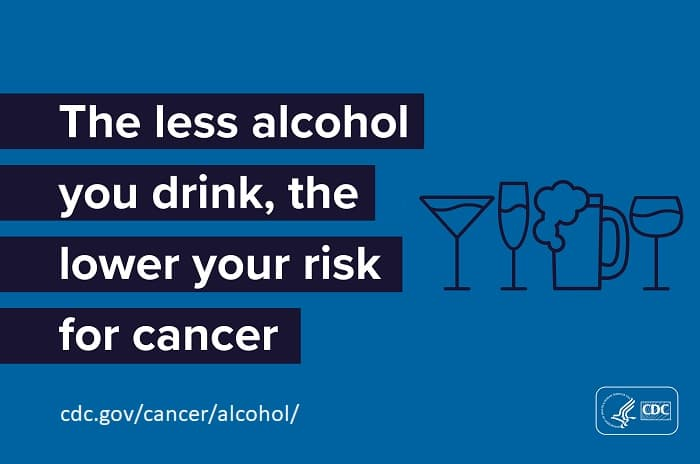 The less alcohol
you drink, the
lower your risk
for cancer
cdc.gov/cancer/alcohol/
CDC